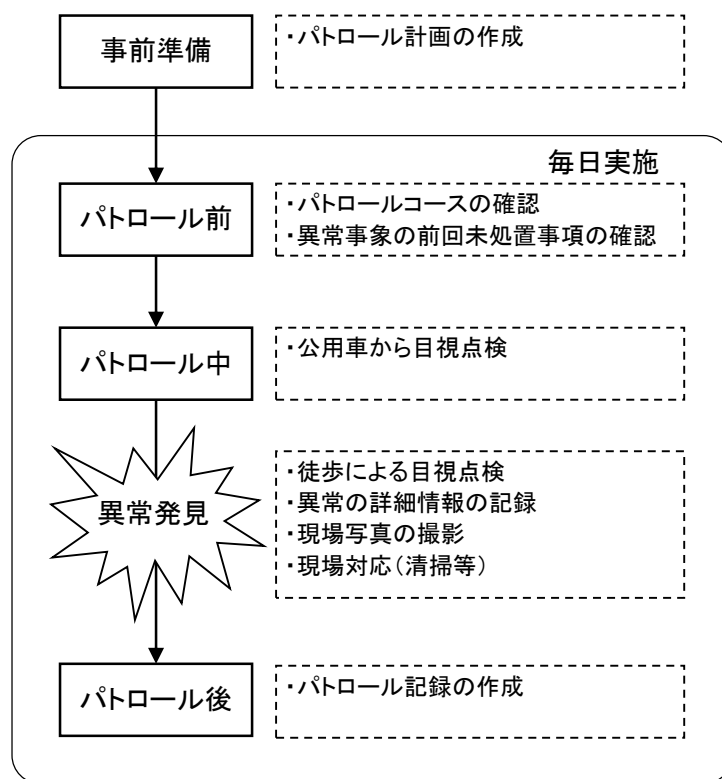 事前準備
・パトロール計画の作成
毎日実施
パトロール前
・パトロールコースの確認
・異常事象の前回未処置事項の確認
パトロール中
・公用車から目視点検
異常発見
・徒歩による目視点検
・異常の詳細情報の記録
・現場写真の撮影
・現場対応(清掃等)
パトロール後
・パトロール記録の作成